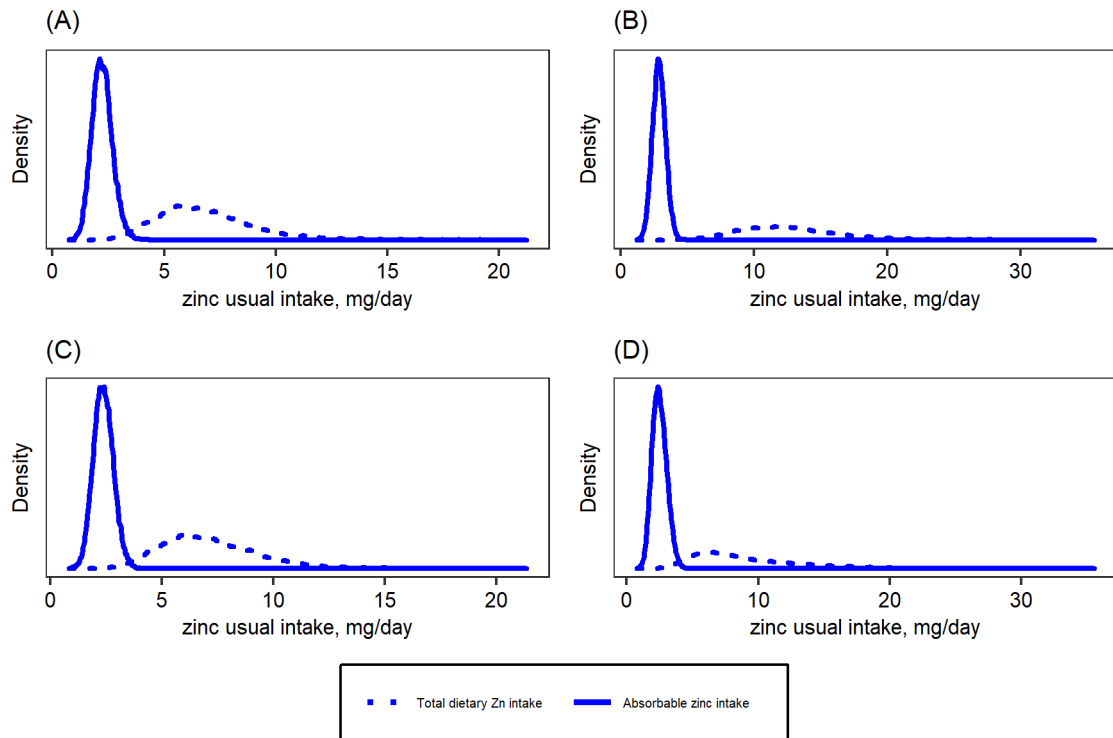 (A)
Density
0 5 10 15 20
zinc usual intake, mg/day
(B)
Density
0 10 20 30
zinc usual intake, mg/day
(C)
Density
0 5 10 15 20
zinc usual intake, mg/day
(D)
Density
0 10 20 30
zinc usual intake, mg/day
Total dietary Zn intake
Absorbable zinc intake